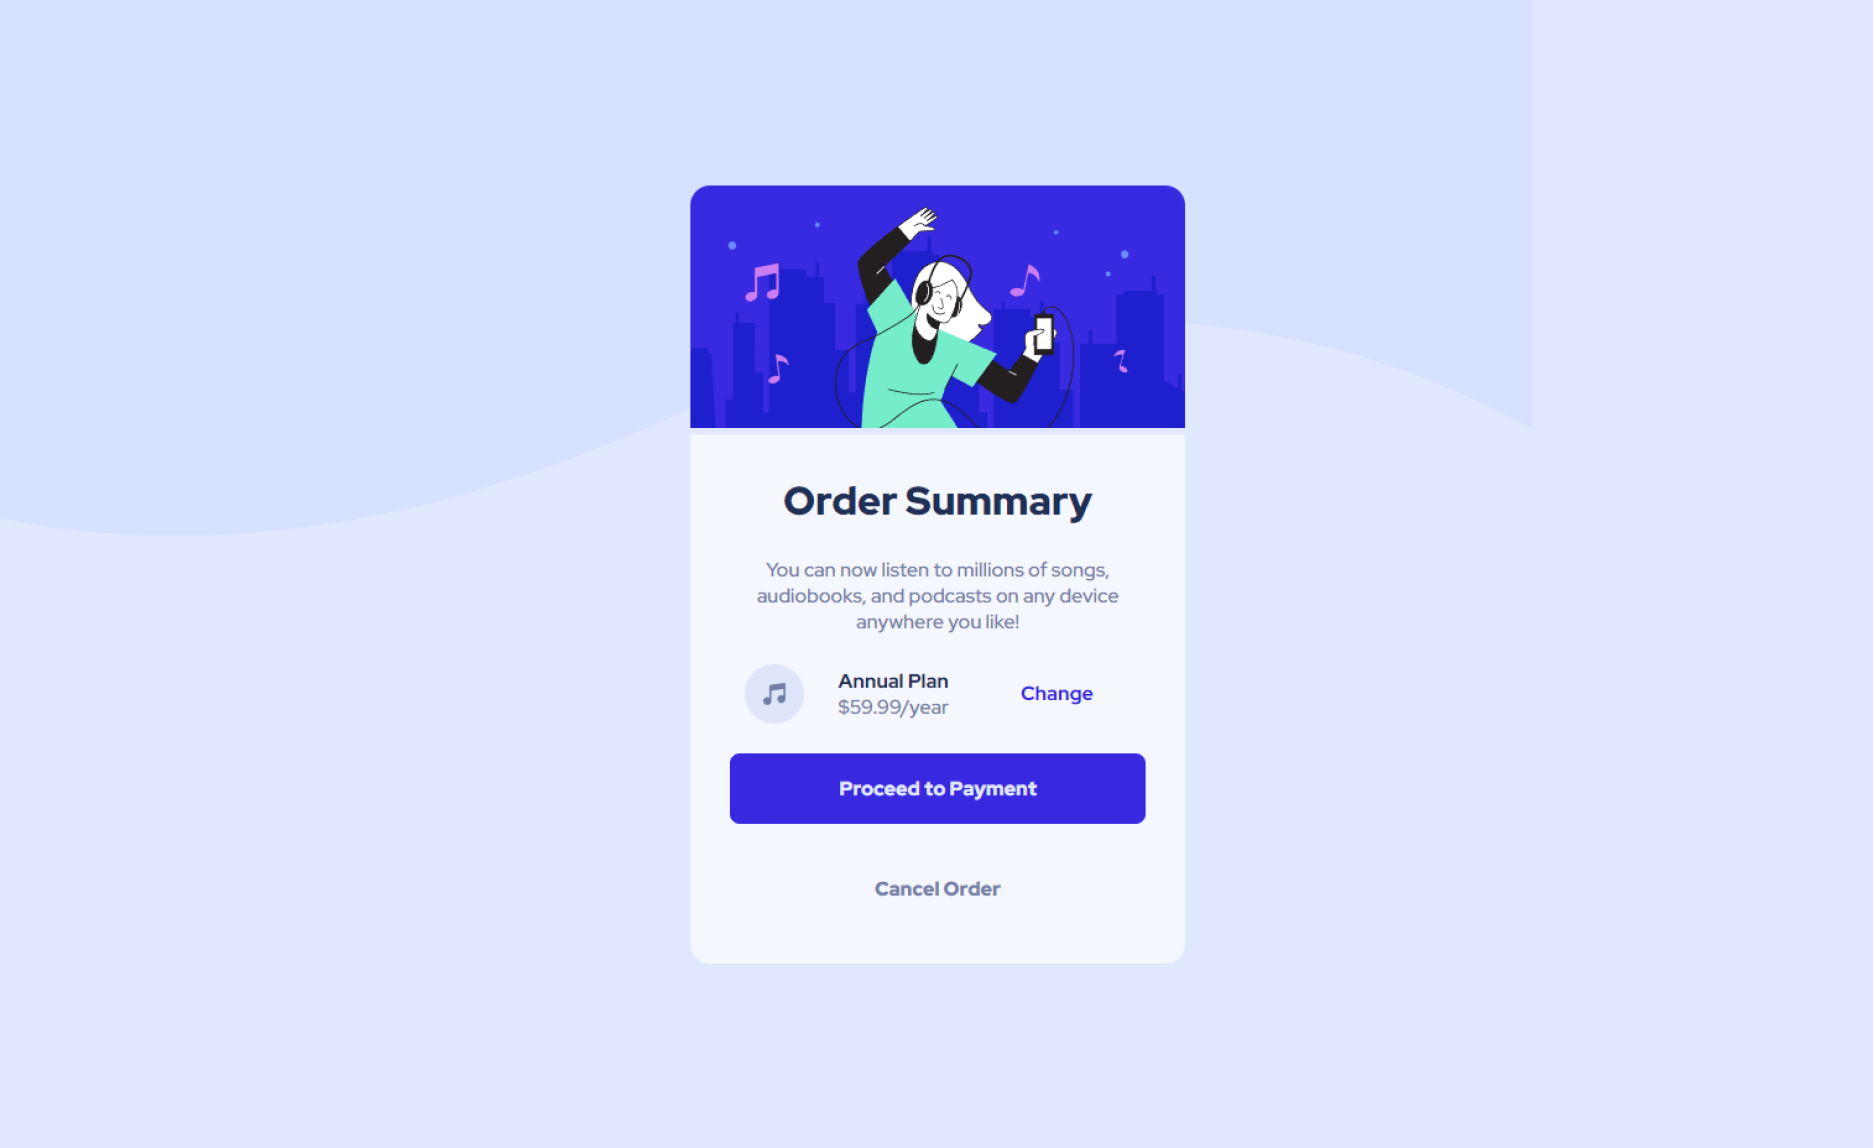 Order Summary
You can now listen to millions of songs,
audiobooks, and podcasts on any device
anywhere you like!
Annual Plan
$59.99/year
Change
Proceed to Payment
Cancel Order